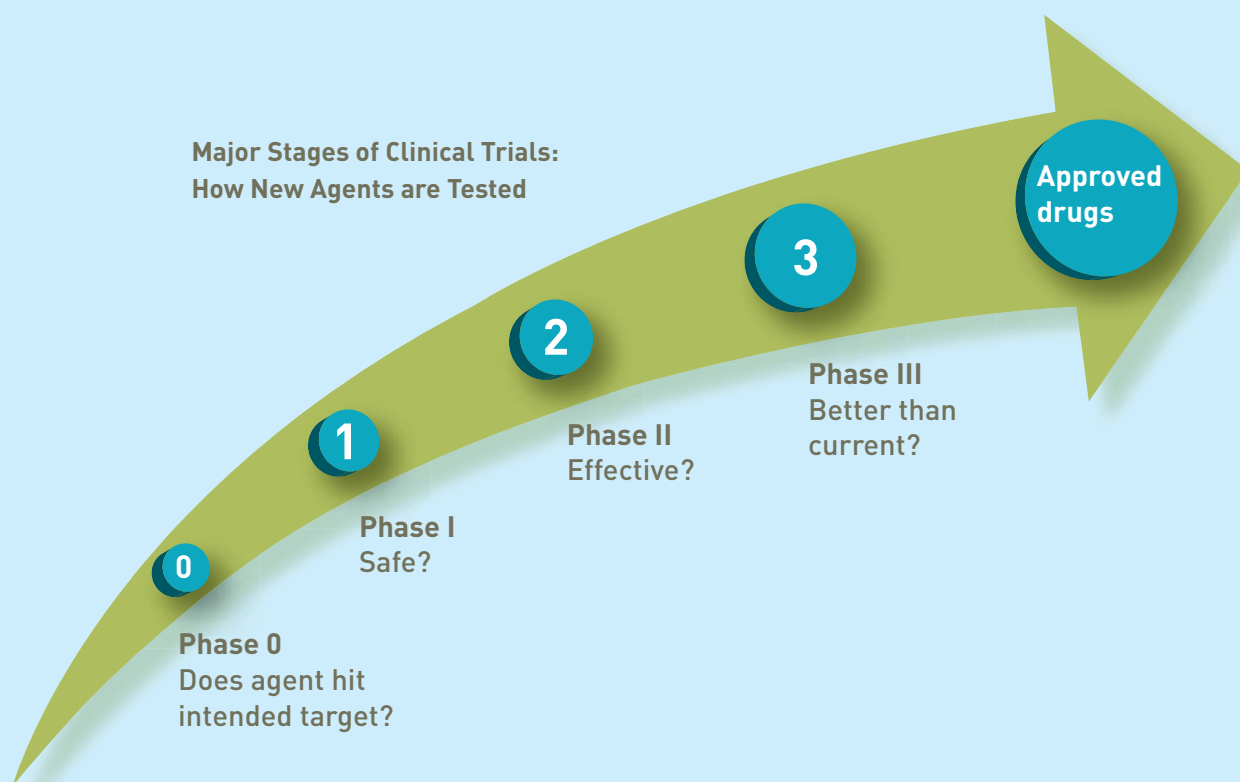 Major Stages of Clinical Trials:
How New Agents are Tested
Approved
drugs
3
2
1
0
Phase III
Better than
current?
Phase II
Effective?
Phase I
Safe?
Phase 0
Does agent hit
intended target?